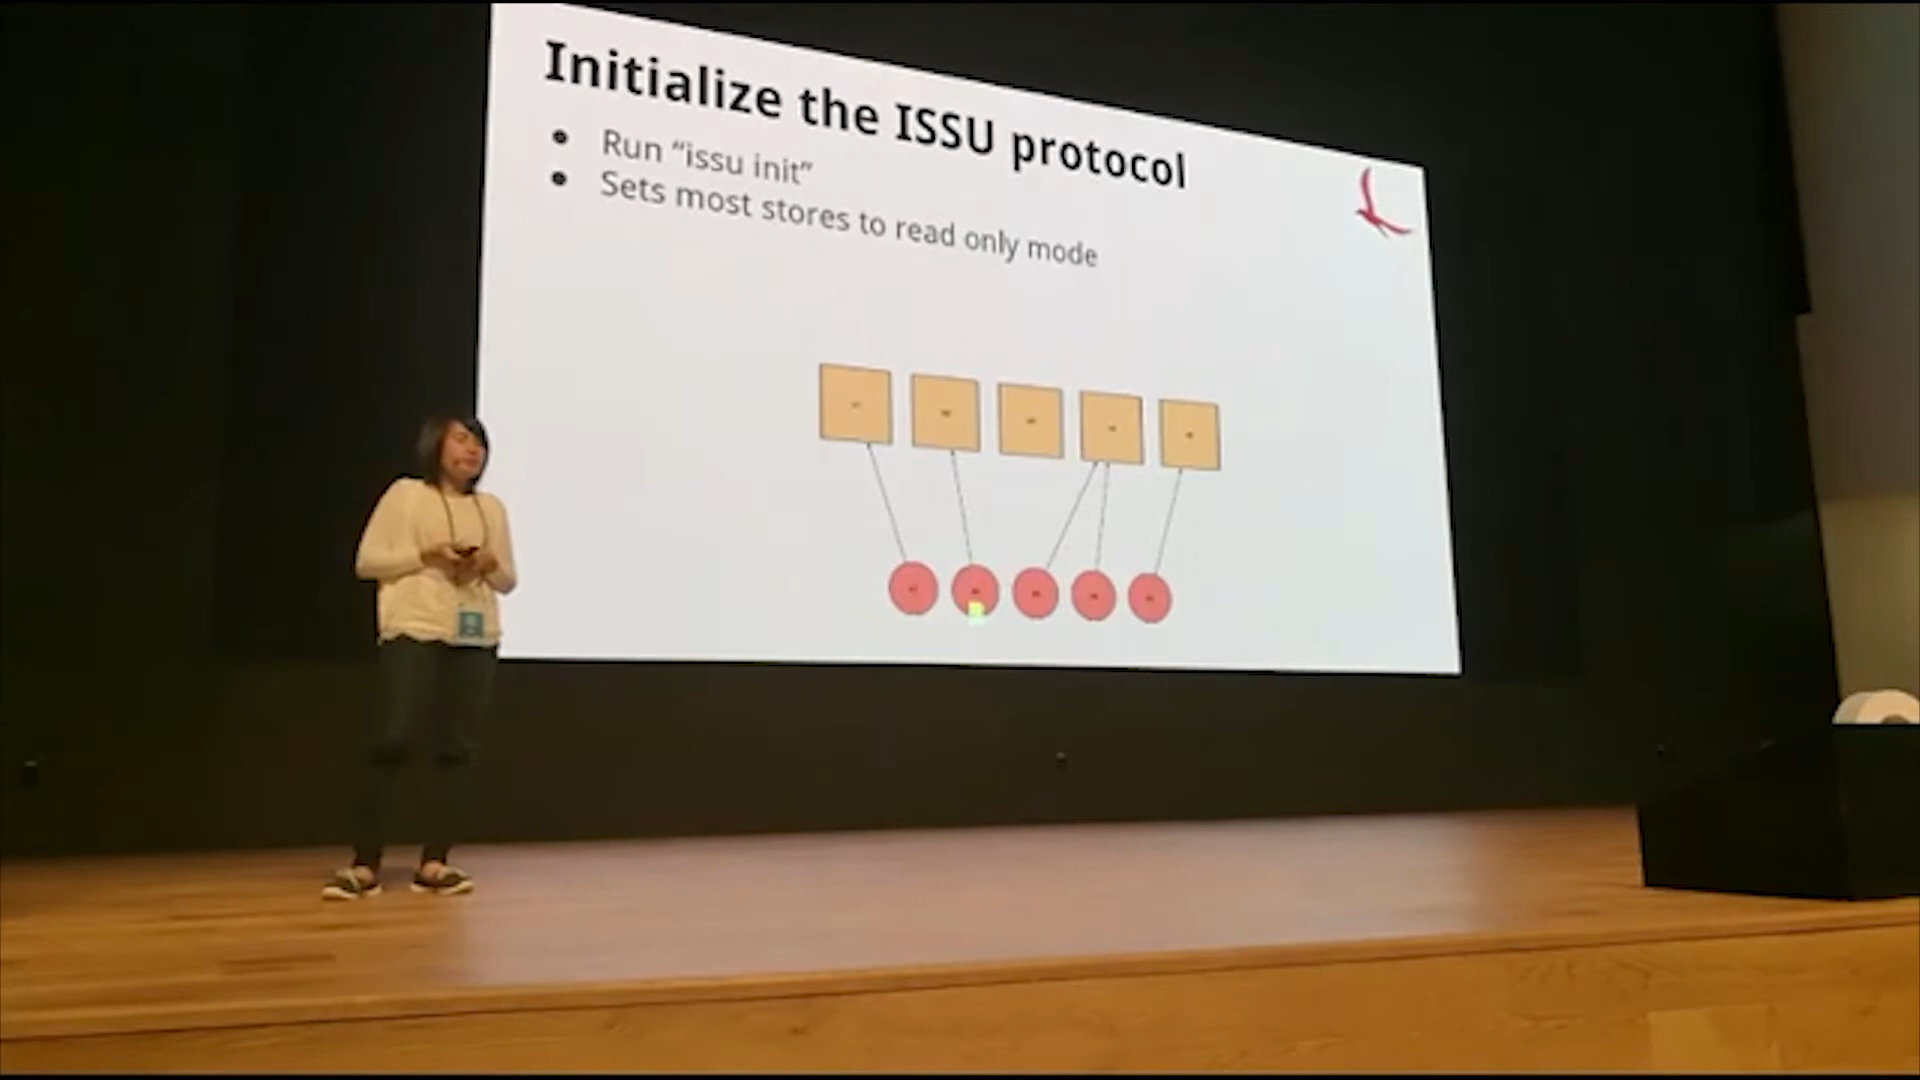 Initialize the ISSU protocol
● Run “issu init”
● Sets most stores to read only mode